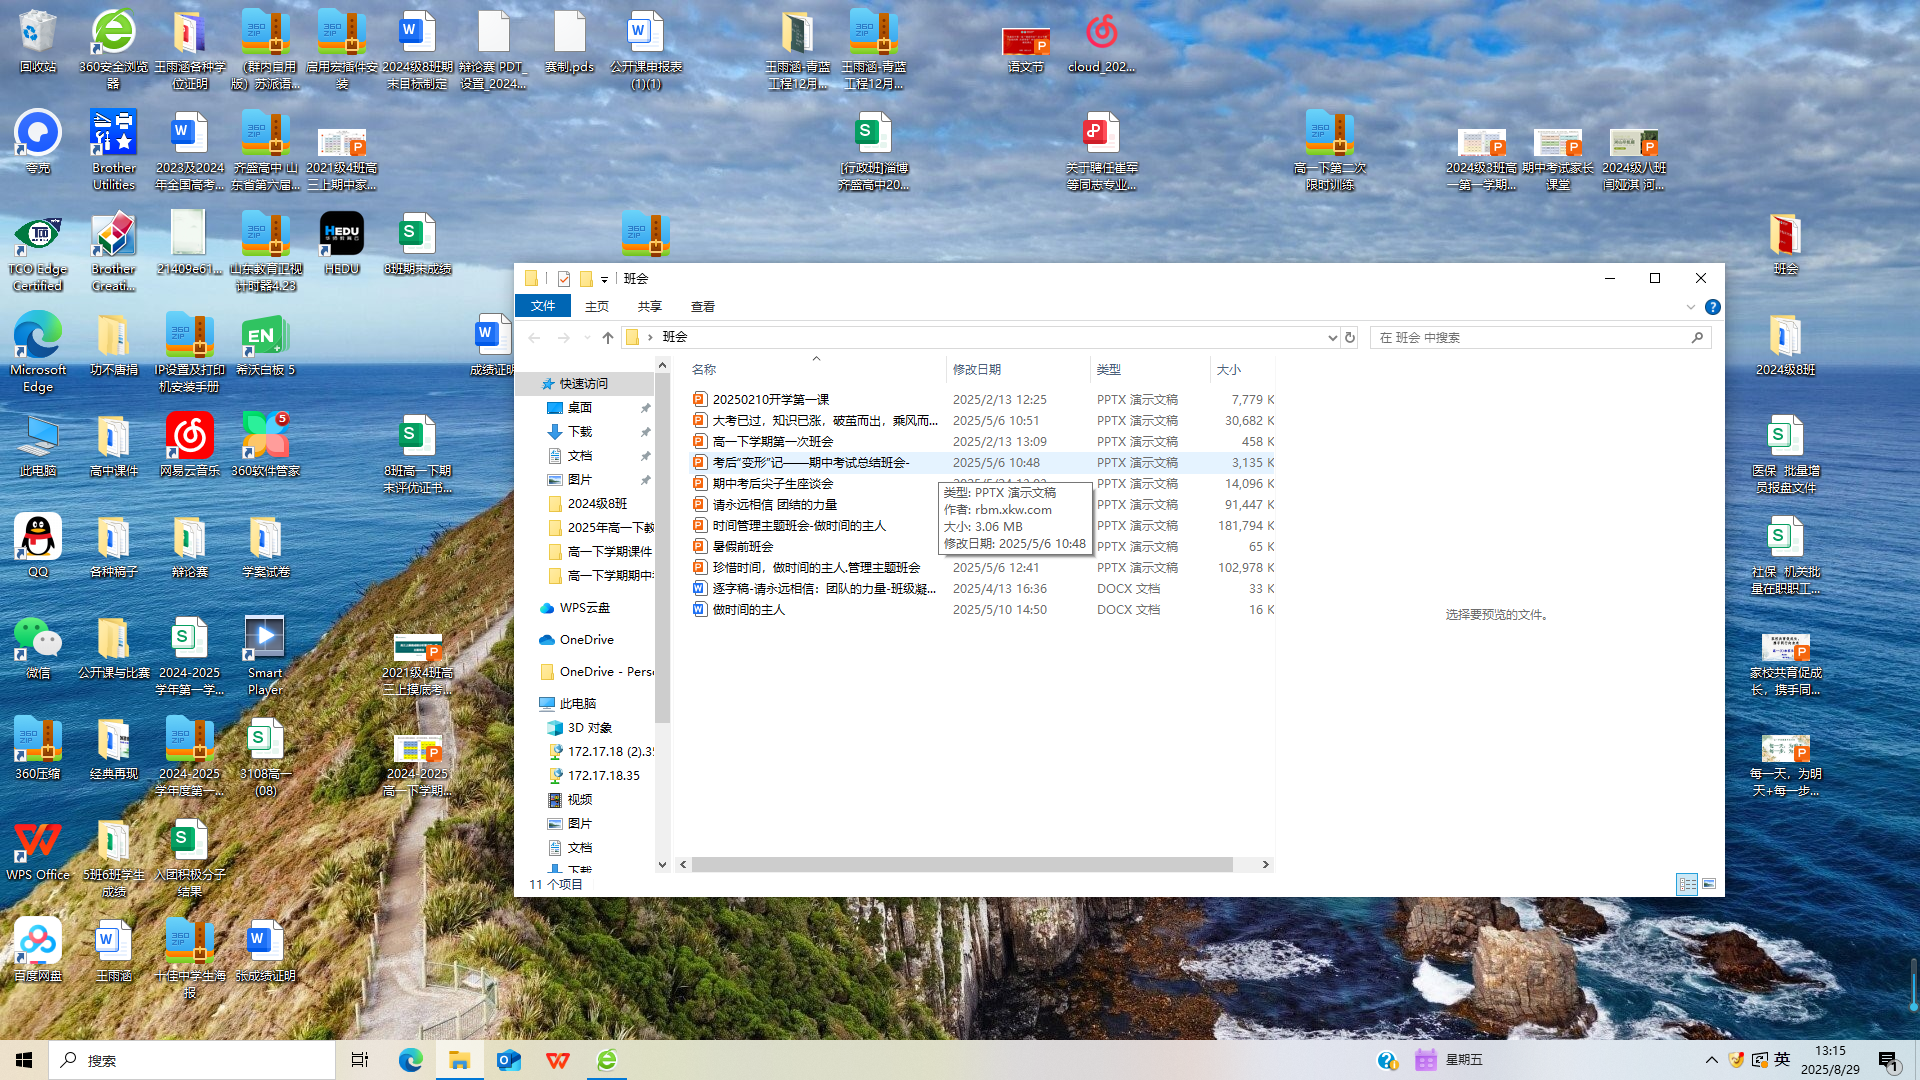 回收站
360安全浏览器
王雨涵各种学位证明
(群内自用版) 苏派语...
启用宏插件安装
2024级8班期末目标制定
辩论赛 PDT_设置_2024...
赛制.pds
公开课申报表(1)(1)
王雨涵-青蓝工程12月...
王雨涵-青蓝工程12月...
语文节
cloud_202...
夸克
Brother Utilities
2023及2024年全国高考...
齐盛高中 山东省第六届...
2021级4班高三上期中家...
[行政班]淄博齐盛高中20...
关于聘任崔军等同志专业...
高一下第二次限时训练
2024级3班高一第一学期...
期中考试家长课堂
2024级八班 闫娅淇 河...
TCO Edge Certified
Brother Creati...
21409e61...
山东教育卫视计时器4.23
HEDU
8班期末成绩
班会
Microsoft Edge
功不唐捐
IP设置及打印机安装手册
希沃白板 5
成绩证明
2024级8班
此电脑
高中课件
网易云音乐
360软件管家
8班高一下期末评优证书...
医保_批量增员报盘文件
QQ
各种稿子
辩论赛
学案试卷
社保_机关批量在职职工...
微信
公开课与比赛
2024-2025学年第一学...
Smart Player
2021级4班高三上摸底考...
家校共育促成长，携手同...
360压缩
经典再现
2024-2025学年度第一...
3108高一(08)
2024-2025高一下学期...
每一天，为明天+每一步...
WPS Office
5班6班学生成绩
入团积极分子结果
百度网盘
王雨涵
十佳中学生海报
张成绩证明
班会
文件 主页 共享 查看
班会
在 班会 中搜索
快速访问
桌面
下载
文档
图片
2024级8班
2025年高一下教
高一下学期课件
高一下学期期中
WPS云盘
OneDrive
OneDrive - Perso
此电脑
3D 对象
172.17.18 (2).35
172.17.18.35
视频
图片
文档
下载
名称 修改日期 类型 大小
20250210开学第一课 2025/2/13 12:25 PPTX 演示文稿 7,779 K
大考已过，知识已涨，破茧而出，乘风而... 2025/5/6 10:51 PPTX 演示文稿 30,682 K
高一下学期第一次班会 2025/2/13 13:09 PPTX 演示文稿 458 K
考后“变形”记——期中考试总结班会- 2025/5/6 10:48 PPTX 演示文稿 3,135 K
期中考后尖子生座谈会 PPTX 演示文稿 14,096 K
请永远相信 团结的力量 PPTX 演示文稿 91,447 K
时间管理主题班会-做时间的主人 PPTX 演示文稿 181,794 K
暑假前班会 PPTX 演示文稿 65 K
珍惜时间，做时间的主人.管理主题班会 2025/5/6 12:41 PPTX 演示文稿 102,978 K
逐字稿-请永远相信：团队的力量-班级凝... 2025/4/13 16:36 DOCX 文档 33 K
做时间的主人 2025/5/10 14:50 DOCX 文档 16 K
类型: PPTX 演示文稿
作者: rbm.xkw.com
大小: 3.06 MB
修改日期: 2025/5/6 10:48
选择要预览的文件。
11 个项目
搜索
星期五
英
13:15
2025/8/29